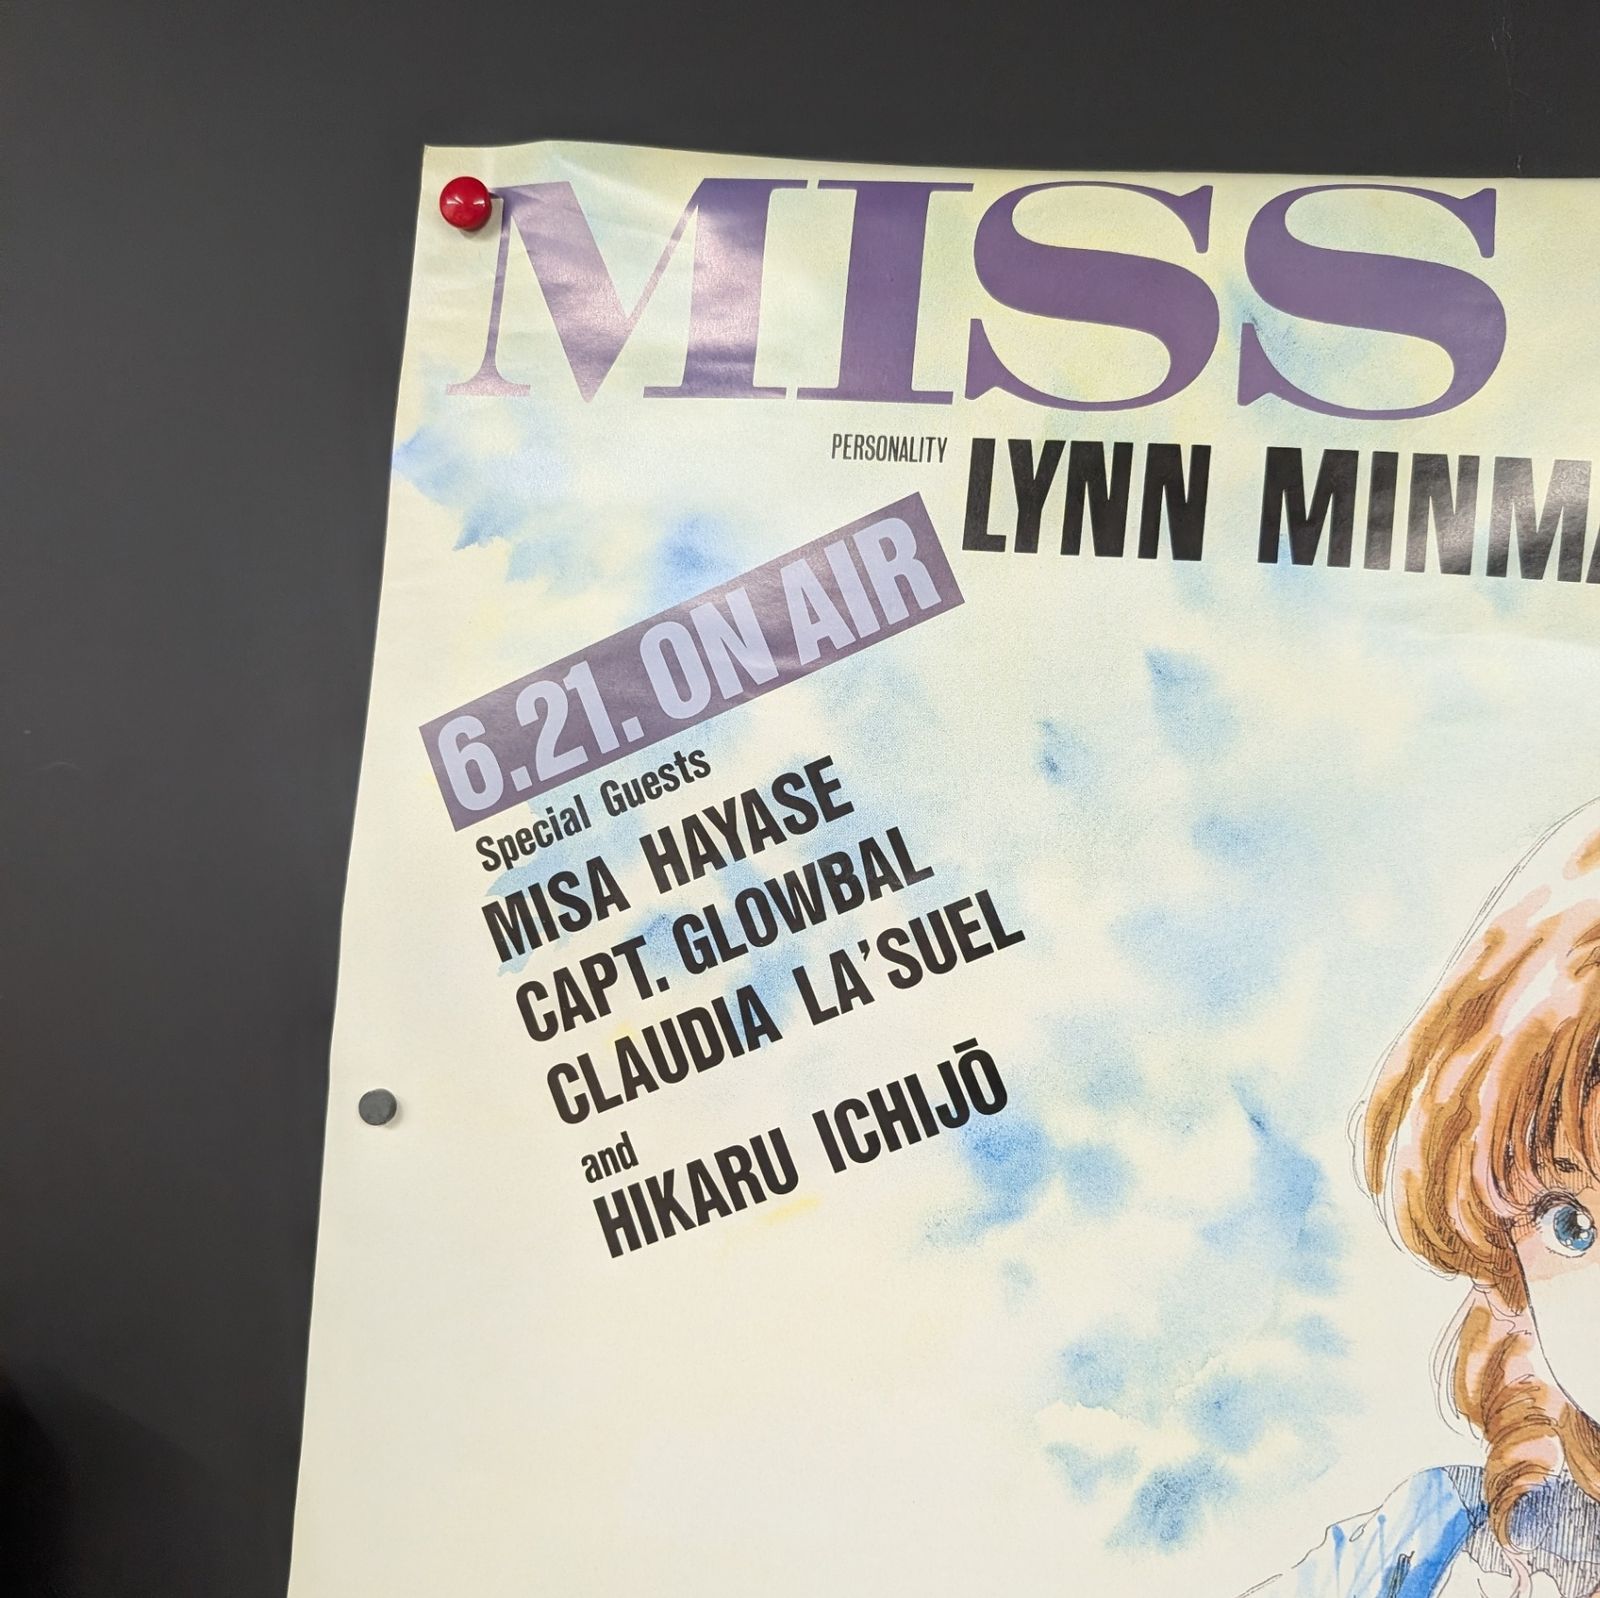 MISS
PERSONALITY LYNN MINMA
6.21. ON AIR
Special Guests
MISA HAYASE
CAPT. GLOWBAL
CLAUDIA LA'SUEL
and
HIKARU ICHIJŌ